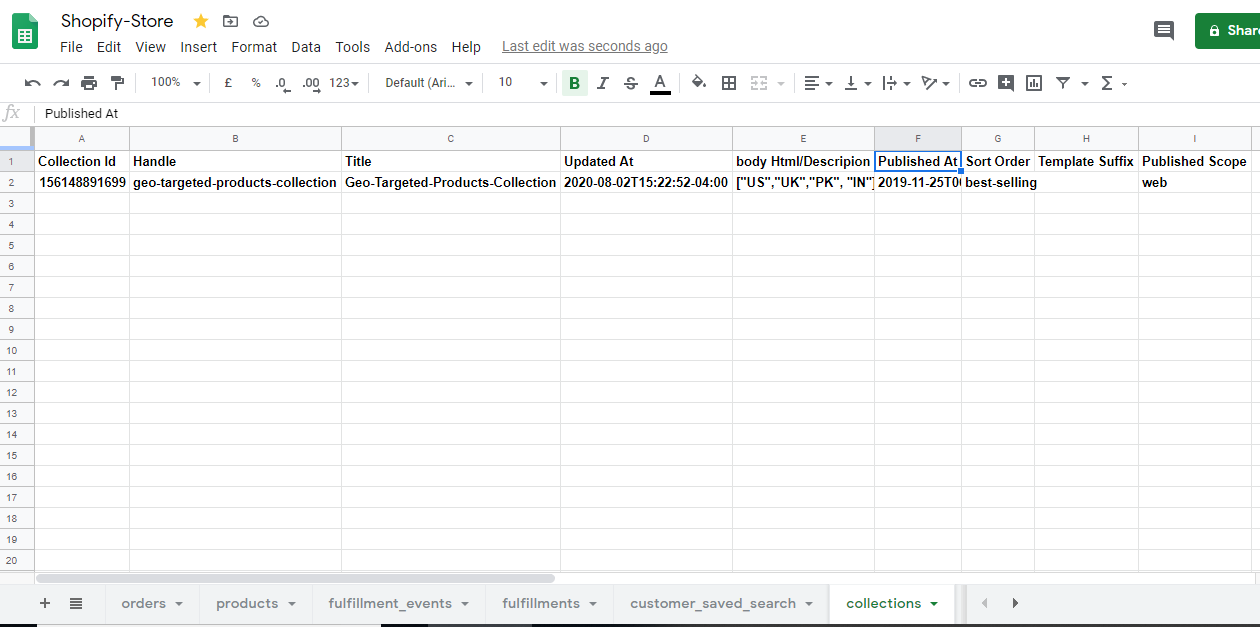 Shopify-Store
File Edit View Insert Format Data Tools Add-ons Help Last edit was seconds ago
Share
100% £ % .0 .00 123 Default (Ari... 10 B I S A Σ
fx Published At
A B C D E F G H I
1 Collection Id Handle Title Updated At body Html/Descripion Published At Sort Order Template Suffix Published Scope
2 156148891699 geo-targeted-products-collection Geo-Targeted-Products-Collection 2020-08-02T15:22:52-04:00 ["US","UK","PK", "IN"] 2019-11-25T0 best-selling web
3
4
5
6
7
8
9
10
11
12
13
14
15
16
17
18
19
20
+ orders products fulfillment_events fulfillments customer_saved_search collections